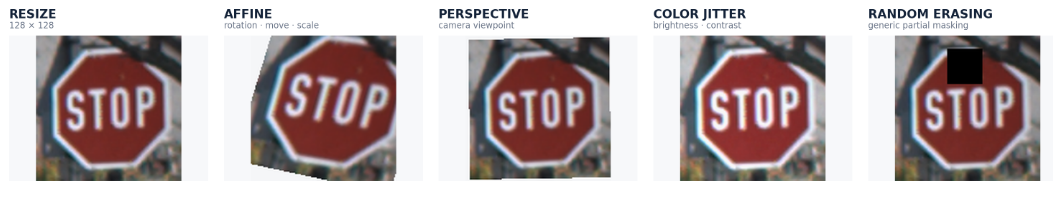 RESIZE
128 × 128
STOP
AFFINE
rotation · move · scale
STOP
PERSPECTIVE
camera viewpoint
STOP
COLOR JITTER
brightness · contrast
STOP
RANDOM ERASING
generic partial masking
STOP